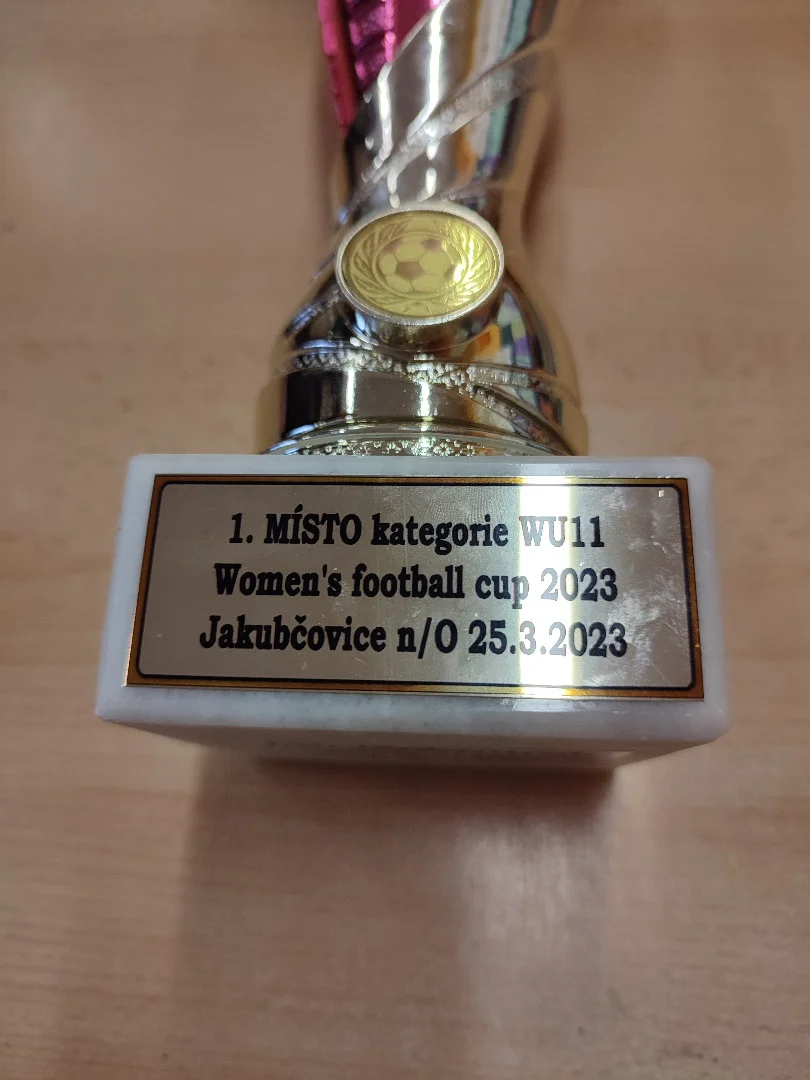 1. MÍSTO kategorie WU11
Women's football cup 2023
Jakubčovice n/O 25.3.2023